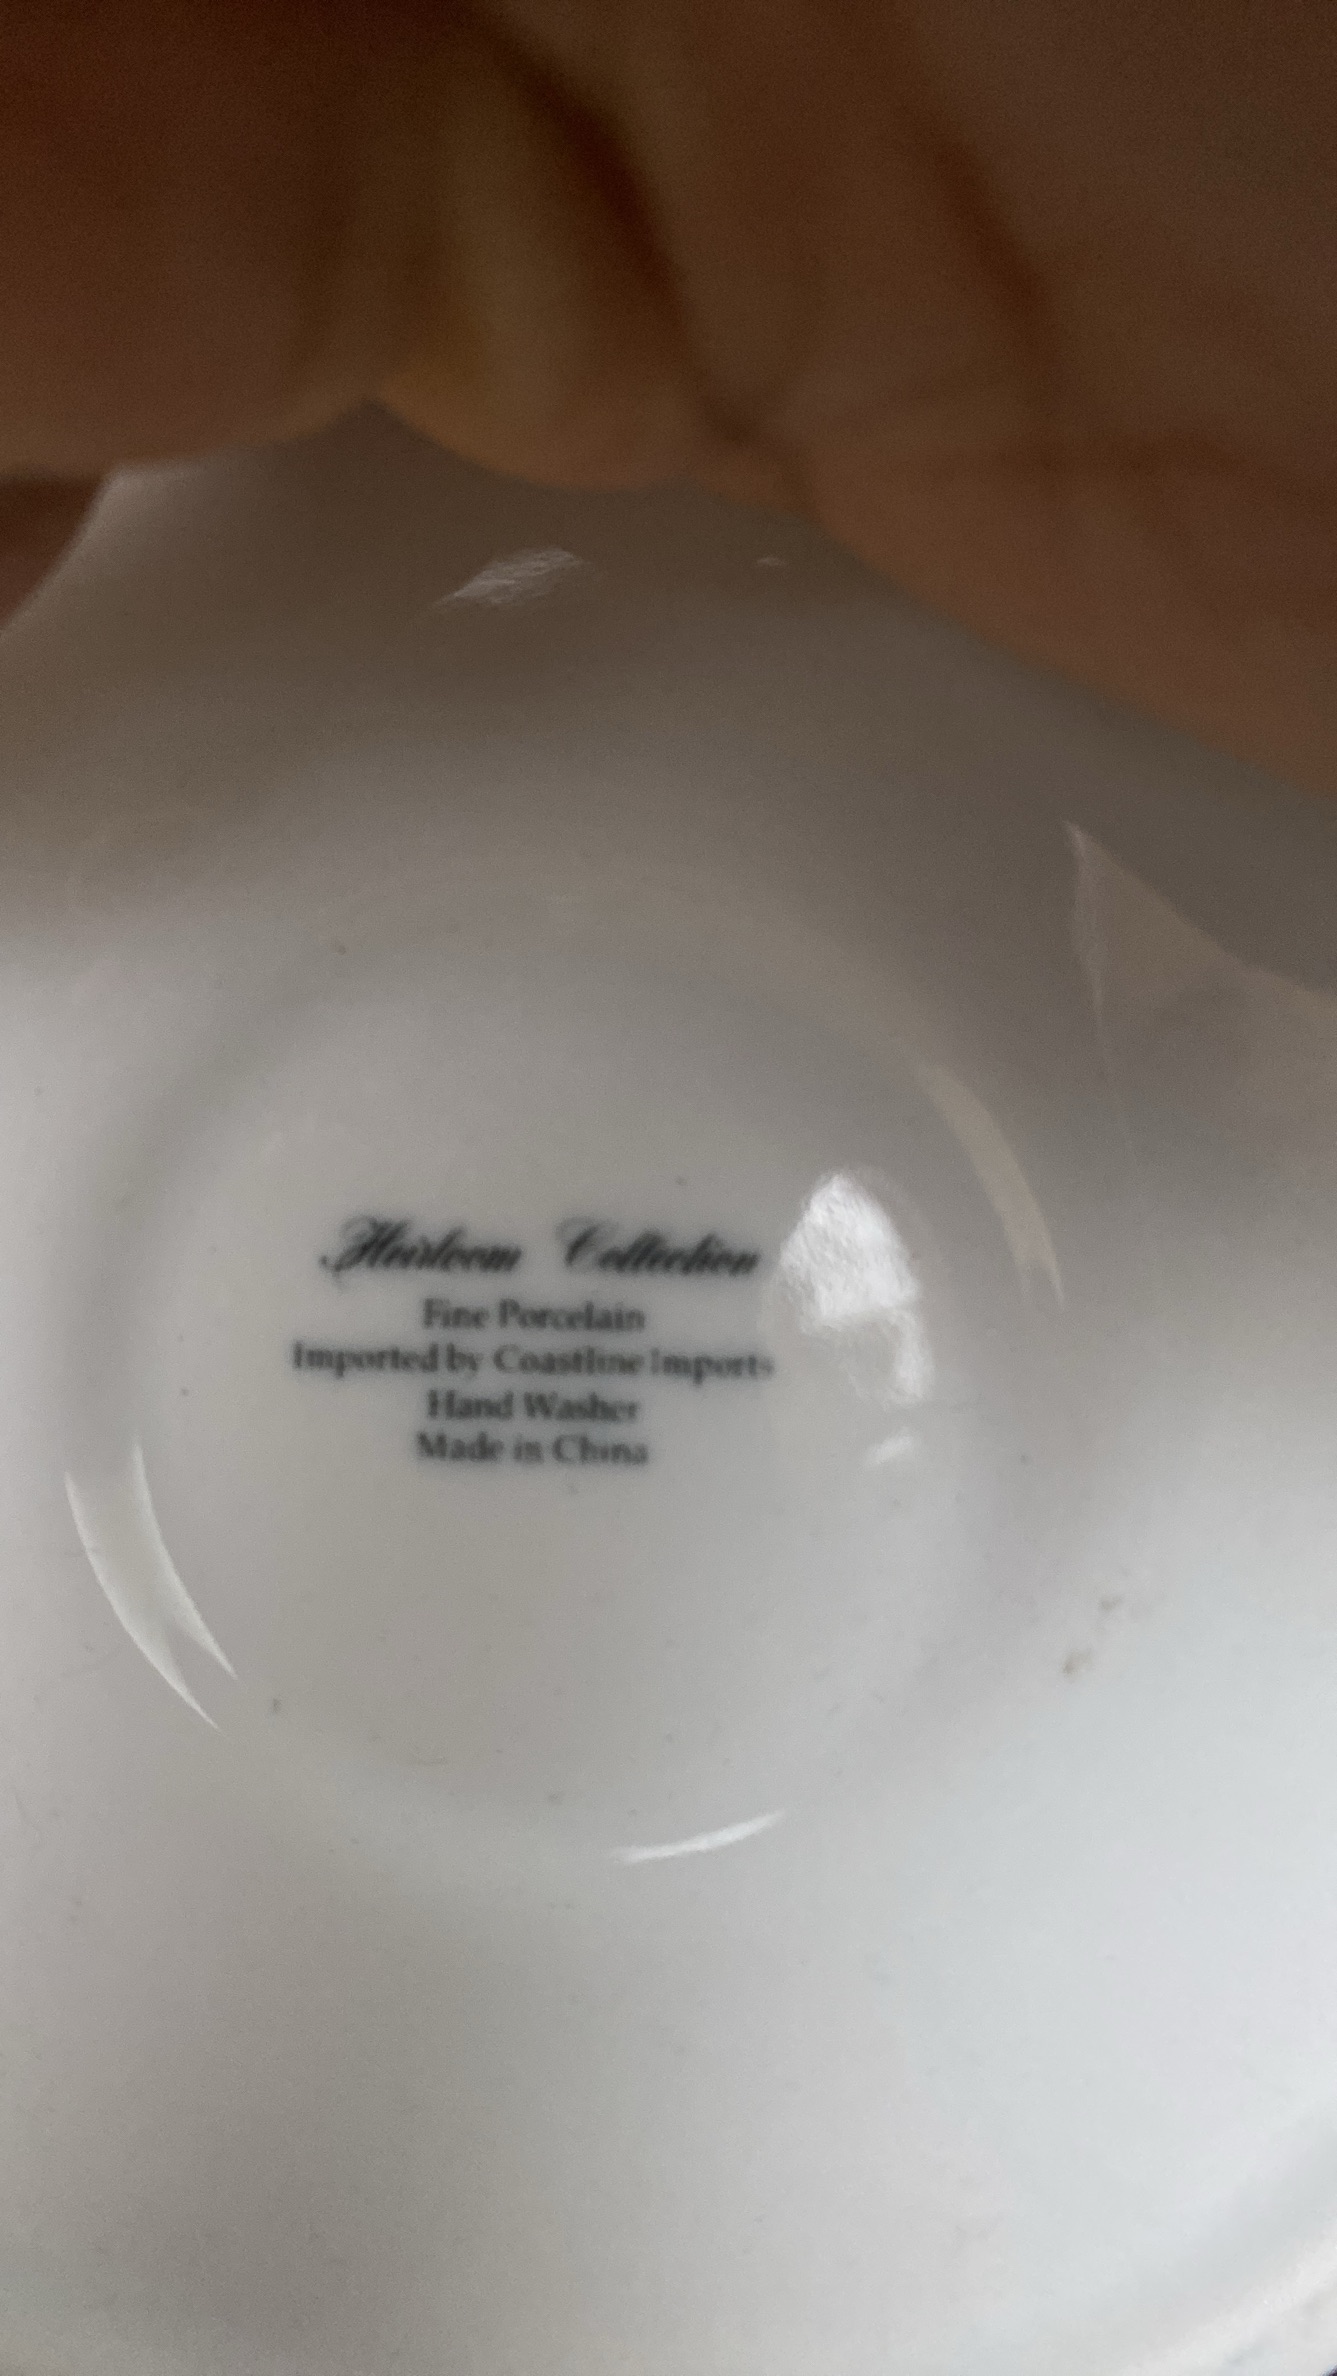 Heirloom Collection
Fine Porcelain
Imported by Coastline Imports
Hand Washer
Made in China